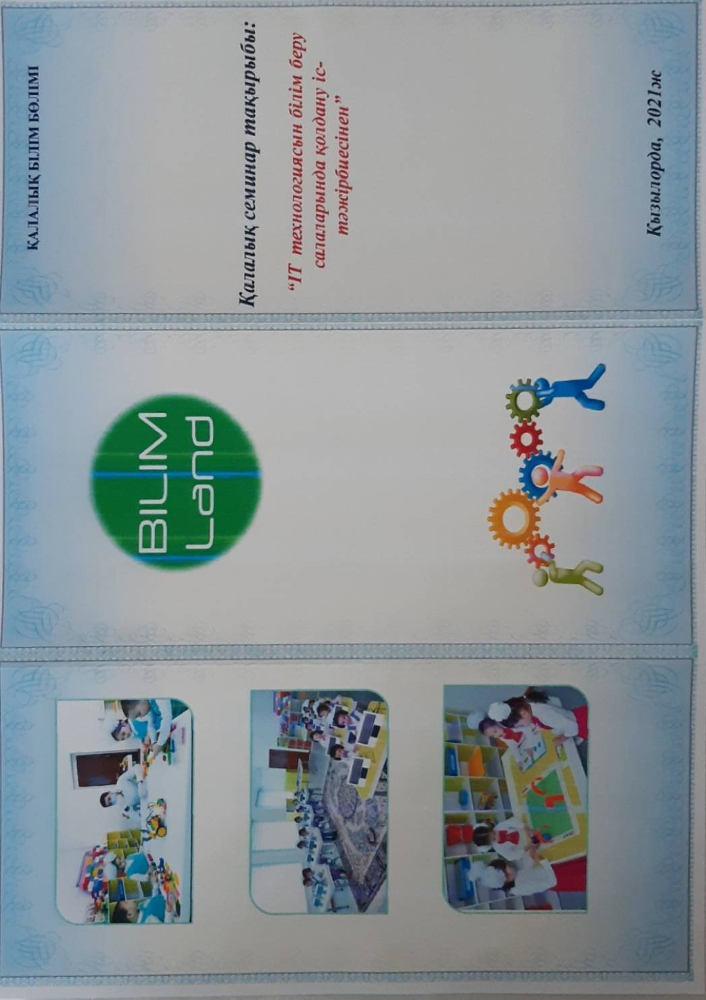 ҚАЛАЛЫҚ БІЛІМ БӨЛІМІ
Қалалық семинар тақырыбы:
“IT технологиясын білім беру
салаларында қолдану іс-
тәжірбиесінен”
Қызылорда, 2021ж
BILIM
Land